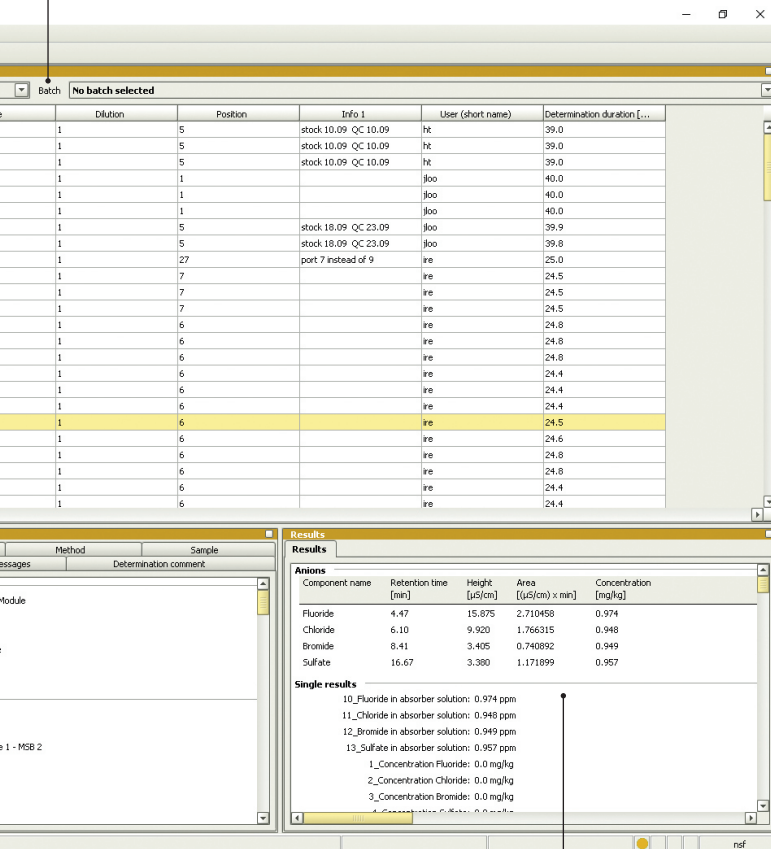 Batch No batch selected
e Dilution Position Info 1 User (short name) Determination duration [...
1 5 stock 10.09 QC 10.09 ht 39.0
1 5 stock 10.09 QC 10.09 ht 39.0
1 5 stock 10.09 QC 10.09 ht 39.0
1 1 jloo 40.0
1 1 jloo 40.0
1 1 jloo 40.0
1 5 stock 18.09 QC 23.09 jloo 39.9
1 5 stock 18.09 QC 23.09 jloo 39.8
1 27 port 7 instead of 9 ire 25.0
1 7 ire 24.5
1 7 ire 24.5
1 7 ire 24.5
1 6 ire 24.8
1 6 ire 24.8
1 6 ire 24.8
1 6 ire 24.4
1 6 ire 24.4
1 6 ire 24.4
1 6 ire 24.5
1 6 ire 24.6
1 6 ire 24.8
1 6 ire 24.8
1 6 ire 24.4
1 6 ire 24.4
Method Sample
essages Determination comment
Module
e 1 - MSB 2
Results
Results
Anions
Component name Retention time Height Area Concentration
[min] [µS/cm] [(µS/cm) x min] [mg/kg]
Fluoride 4.47 15.875 2.710458 0.974
Chloride 6.10 9.920 1.766315 0.948
Bromide 8.41 3.405 0.740892 0.949
Sulfate 16.67 3.380 1.171899 0.957
Single results
10_Fluoride in absorber solution: 0.974 ppm
11_Chloride in absorber solution: 0.948 ppm
12_Bromide in absorber solution: 0.949 ppm
13_Sulfate in absorber solution: 0.957 ppm
1_Concentration Fluoride: 0.0 mg/kg
2_Concentration Chloride: 0.0 mg/kg
3_Concentration Bromide: 0.0 mg/kg
nsf